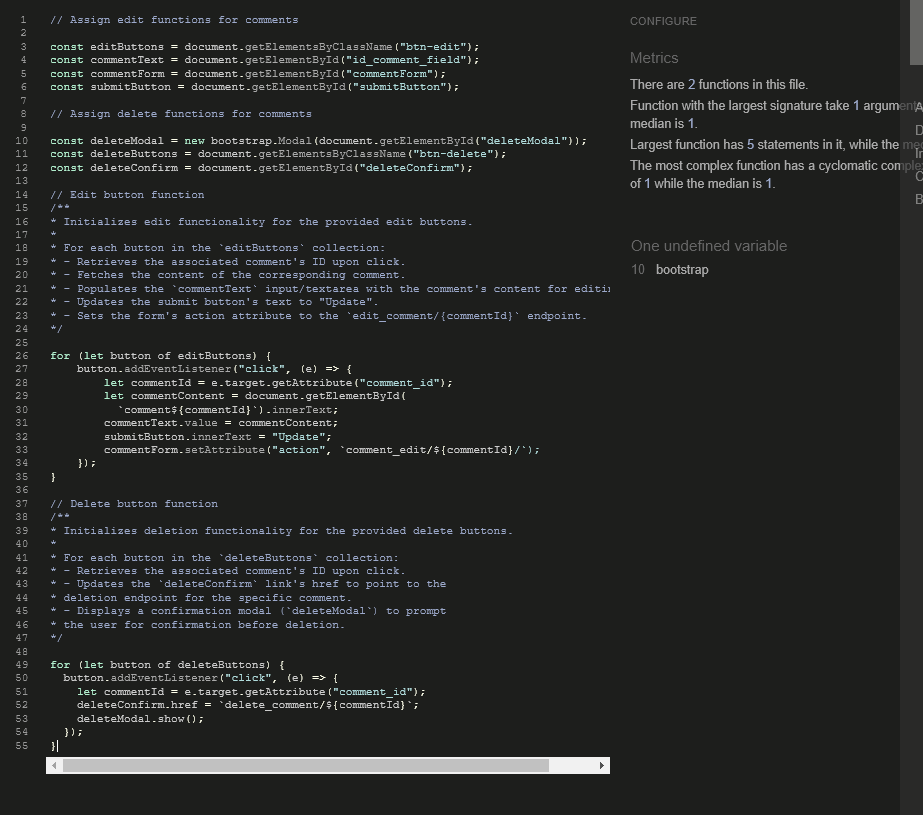 1 // Assign edit functions for comments
2
3 const editButtons = document.getElementsByClassName("btn-edit");
4 const commentText = document.getElementById("id_comment_field");
5 const commentForm = document.getElementById("commentForm");
6 const submitButton = document.getElementById("submitButton");
7
8 // Assign delete functions for comments
9
10 const deleteModal = new bootstrap.Modal(document.getElementById("deleteModal"));
11 const deleteButtons = document.getElementsByClassName("btn-delete");
12 const deleteConfirm = document.getElementById("deleteConfirm");
13
14 // Edit button function
15 /**
16 * Initializes edit functionality for the provided edit buttons.
17 *
18 * For each button in the `editButtons` collection:
19 * - Retrieves the associated comment's ID upon click.
20 * - Fetches the content of the corresponding comment.
21 * - Populates the `commentText` input/textarea with the comment's content for editi
22 * - Updates the submit button's text to "Update".
23 * - Sets the form's action attribute to the `edit_comment/{commentId}` endpoint.
24 */
25
26 for (let button of editButtons) {
27 button.addEventListener("click", (e) => {
28 let commentId = e.target.getAttribute("comment_id");
29 let commentContent = document.getElementById(
30 `comment${commentId}`).innerText;
31 commentText.value = commentContent;
32 submitButton.innerText = "Update";
33 commentForm.setAttribute("action", `comment_edit/${commentId}/`);
34 });
35 }
36
37 // Delete button function
38 /**
39 * Initializes deletion functionality for the provided delete buttons.
40 *
41 * For each button in the `deleteButtons` collection:
42 * - Retrieves the associated comment's ID upon click.
43 * - Updates the `deleteConfirm` link's href to point to the
44 * deletion endpoint for the specific comment.
45 * - Displays a confirmation modal (`deleteModal`) to prompt
46 * the user for confirmation before deletion.
47 */
48
49 for (let button of deleteButtons) {
50 button.addEventListener("click", (e) => {
51 let commentId = e.target.getAttribute("comment_id");
52 deleteConfirm.href = `delete_comment/${commentId}`;
53 deleteModal.show();
54 });
55 }
CONFIGURE
Metrics
There are 2 functions in this file.
Function with the largest signature take 1 argument
median is 1.
Largest function has 5 statements in it, while the me
The most complex function has a cyclomatic comple
of 1 while the median is 1.
One undefined variable
10 bootstrap
A
D
In
C
B